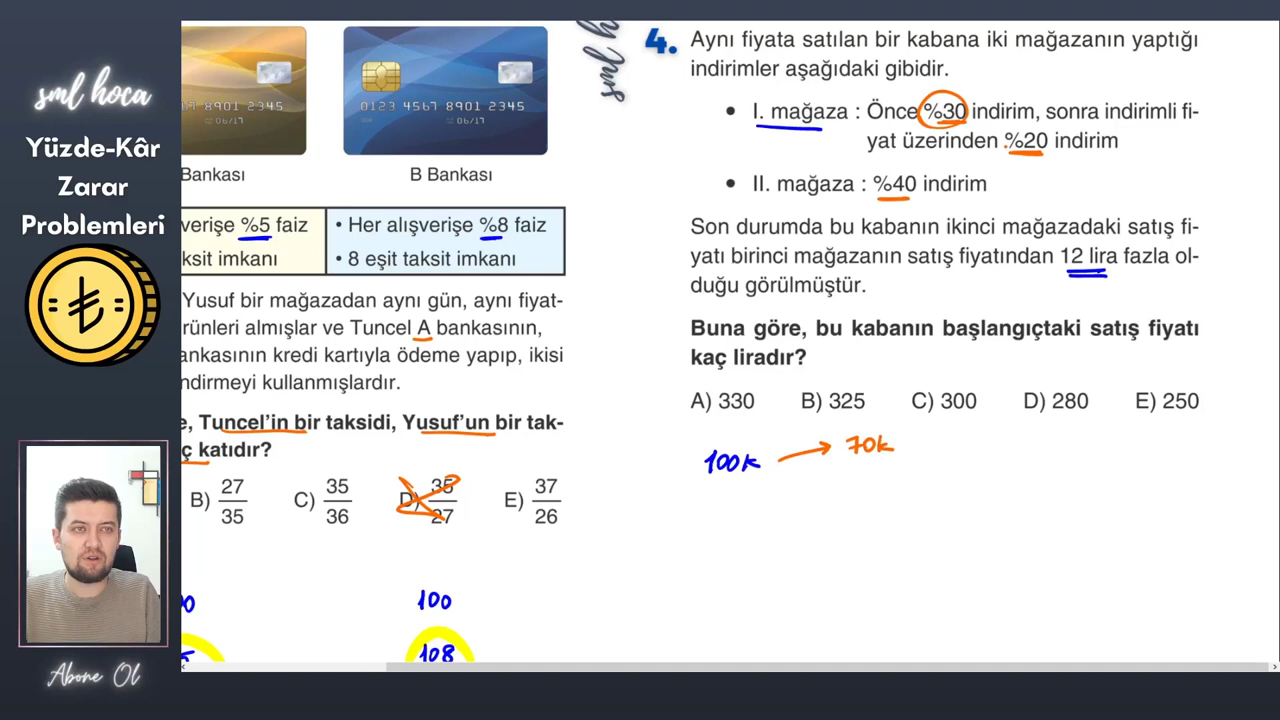 sml hoca
Yüzde-Kâr
Zarar
Problemleri
Abone Ol
8901 2345
06/17
0123 4567 8901 2345
06/17
Bankası
B Bankası
verişe %5 faiz
• Her alışverişe %8 faiz
ksit imkanı
• 8 eşit taksit imkanı
Yusuf bir mağazadan aynı gün, aynı fiyat-
rünleri almışlar ve Tuncel A bankasının,
ankasının kredi kartıyla ödeme yapıp, ikisi
ndirmeyi kullanmışlardır.
e, Tuncel’in bir taksidi, Yusuf’un bir tak-
ç katıdır?
B) 27/35 C) 35/36 D) 35/27 E) 37/26
100
108
sml h
4. Aynı fiyata satılan bir kabana iki mağazanın yaptığı
indirimler aşağıdaki gibidir.
• I. mağaza : Önce %30 indirim, sonra indirimli fi-
yat üzerinden %20 indirim
• II. mağaza : %40 indirim
Son durumda bu kabanın ikinci mağazadaki satış fi-
yatı birinci mağazanın satış fiyatından 12 lira fazla ol-
duğu görülmüştür.
Buna göre, bu kabanın başlangıçtaki satış fiyatı
kaç liradır?
A) 330 B) 325 C) 300 D) 280 E) 250
100K → 70K